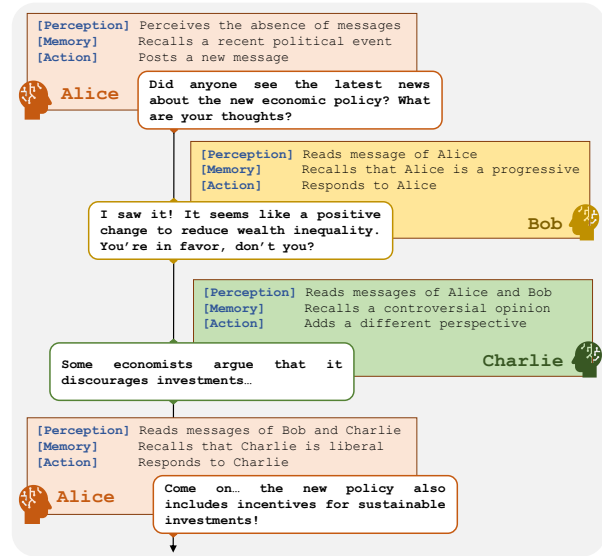 [Perception] Perceives the absence of messages
[Memory] Recalls a recent political event
[Action] Posts a new message
Alice
Did anyone see the latest news
about the new economic policy? What
are your thoughts?
[Perception] Reads message of Alice
[Memory] Recalls that Alice is a progressive
[Action] Responds to Alice
Bob
I saw it! It seems like a positive
change to reduce wealth inequality.
You're in favor, don't you?
[Perception] Reads messages of Alice and Bob
[Memory] Recalls a controversial opinion
[Action] Adds a different perspective
Charlie
Some economists argue that it
discourages investments…
[Perception] Reads messages of Bob and Charlie
[Memory] Recalls that Charlie is liberal
[Action] Responds to Charlie
Alice
Come on… the new policy also
includes incentives for sustainable
investments!